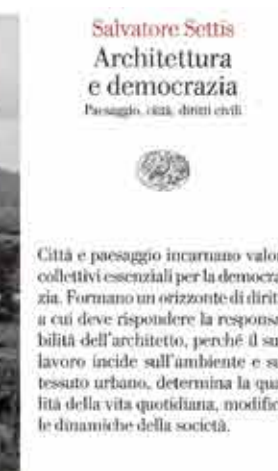 Salvatore Settis
Architettura
e democrazia
Paesaggio, città, diritti civili
Città e paesaggio incarnano valor
collettivi essenziali per la democra
zia. Formano un orizzonte di dirit
a cui deve rispondere la responsa
bilità dell'architetto, perché il su
lavoro incide sull'ambiente e su
tessuto urbano, determina la qua
lità della vita quotidiana, modific
le dinamiche della società.